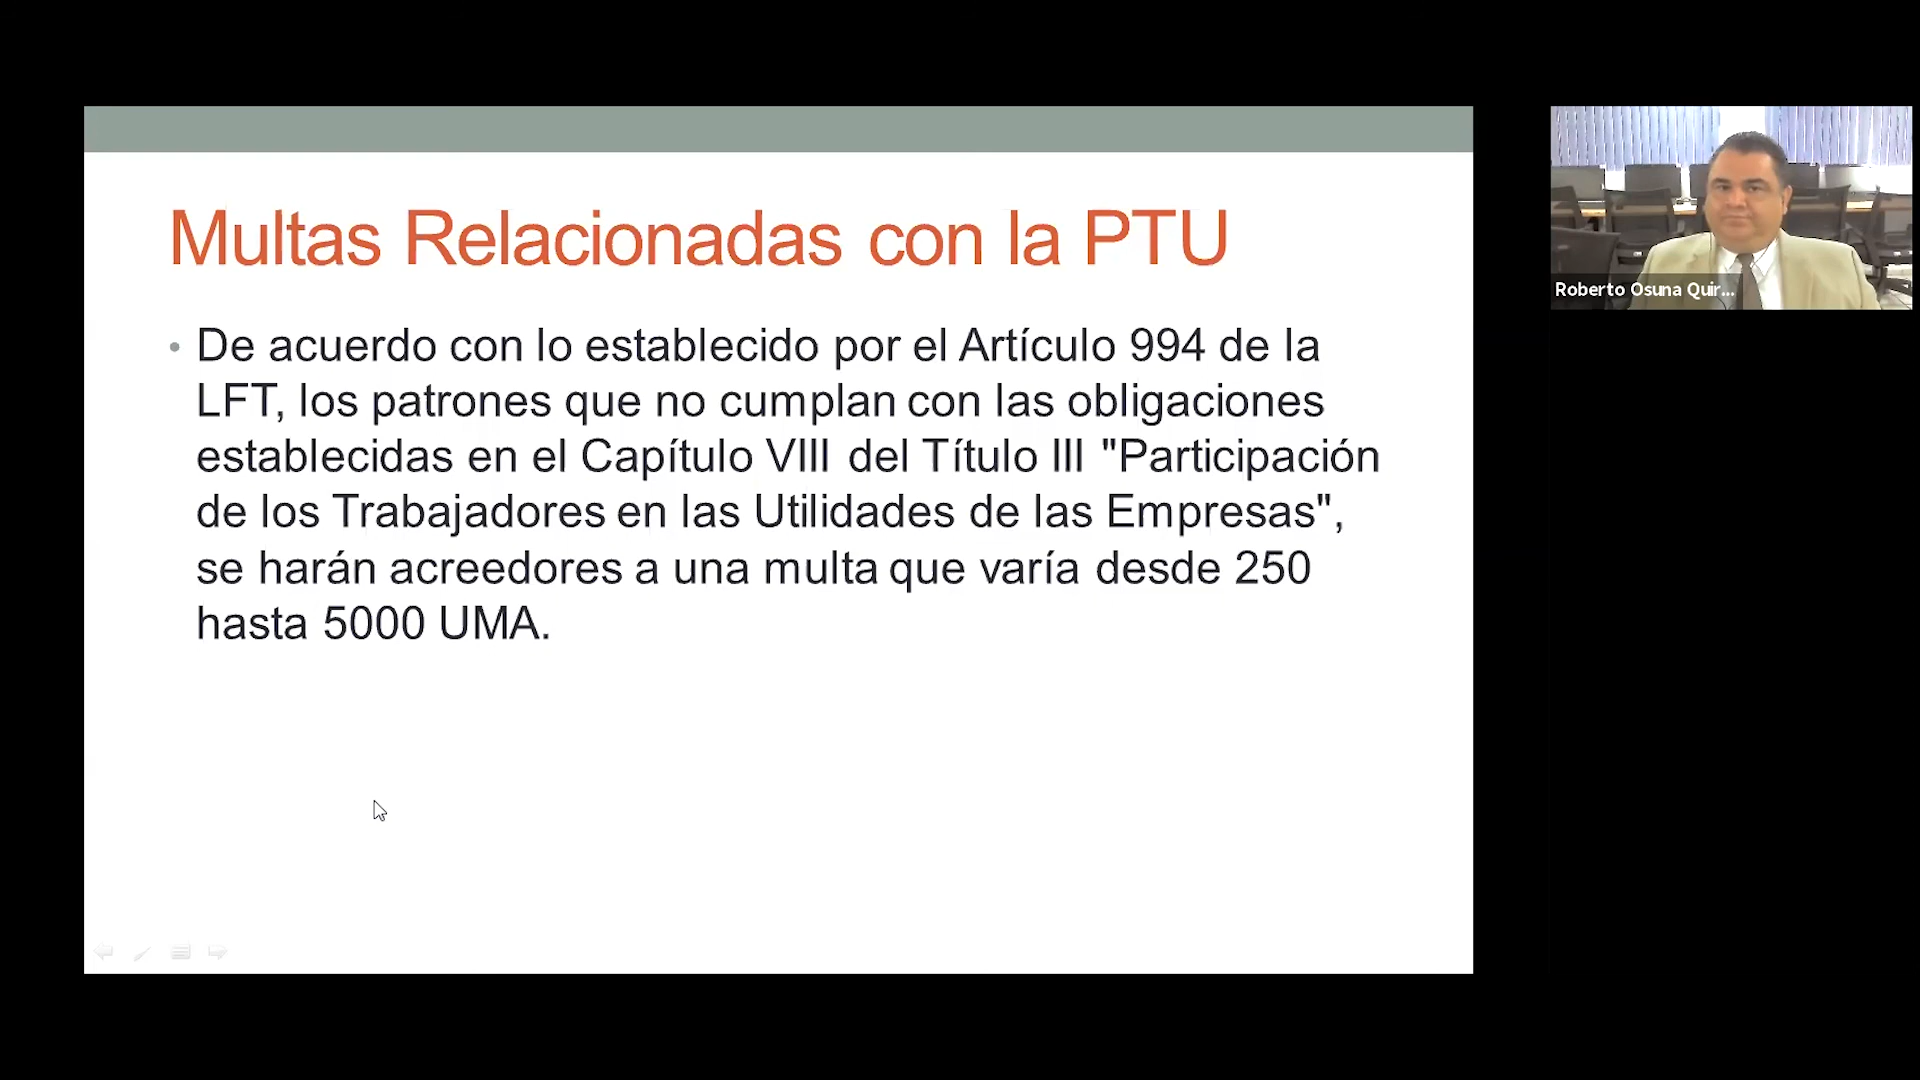 Multas Relacionadas con la PTU
• De acuerdo con lo establecido por el Artículo 994 de la
LFT, los patrones que no cumplan con las obligaciones
establecidas en el Capítulo VIII del Título III "Participación
de los Trabajadores en las Utilidades de las Empresas",
se harán acreedores a una multa que varía desde 250
hasta 5000 UMA.
Roberto Osuna Quir...